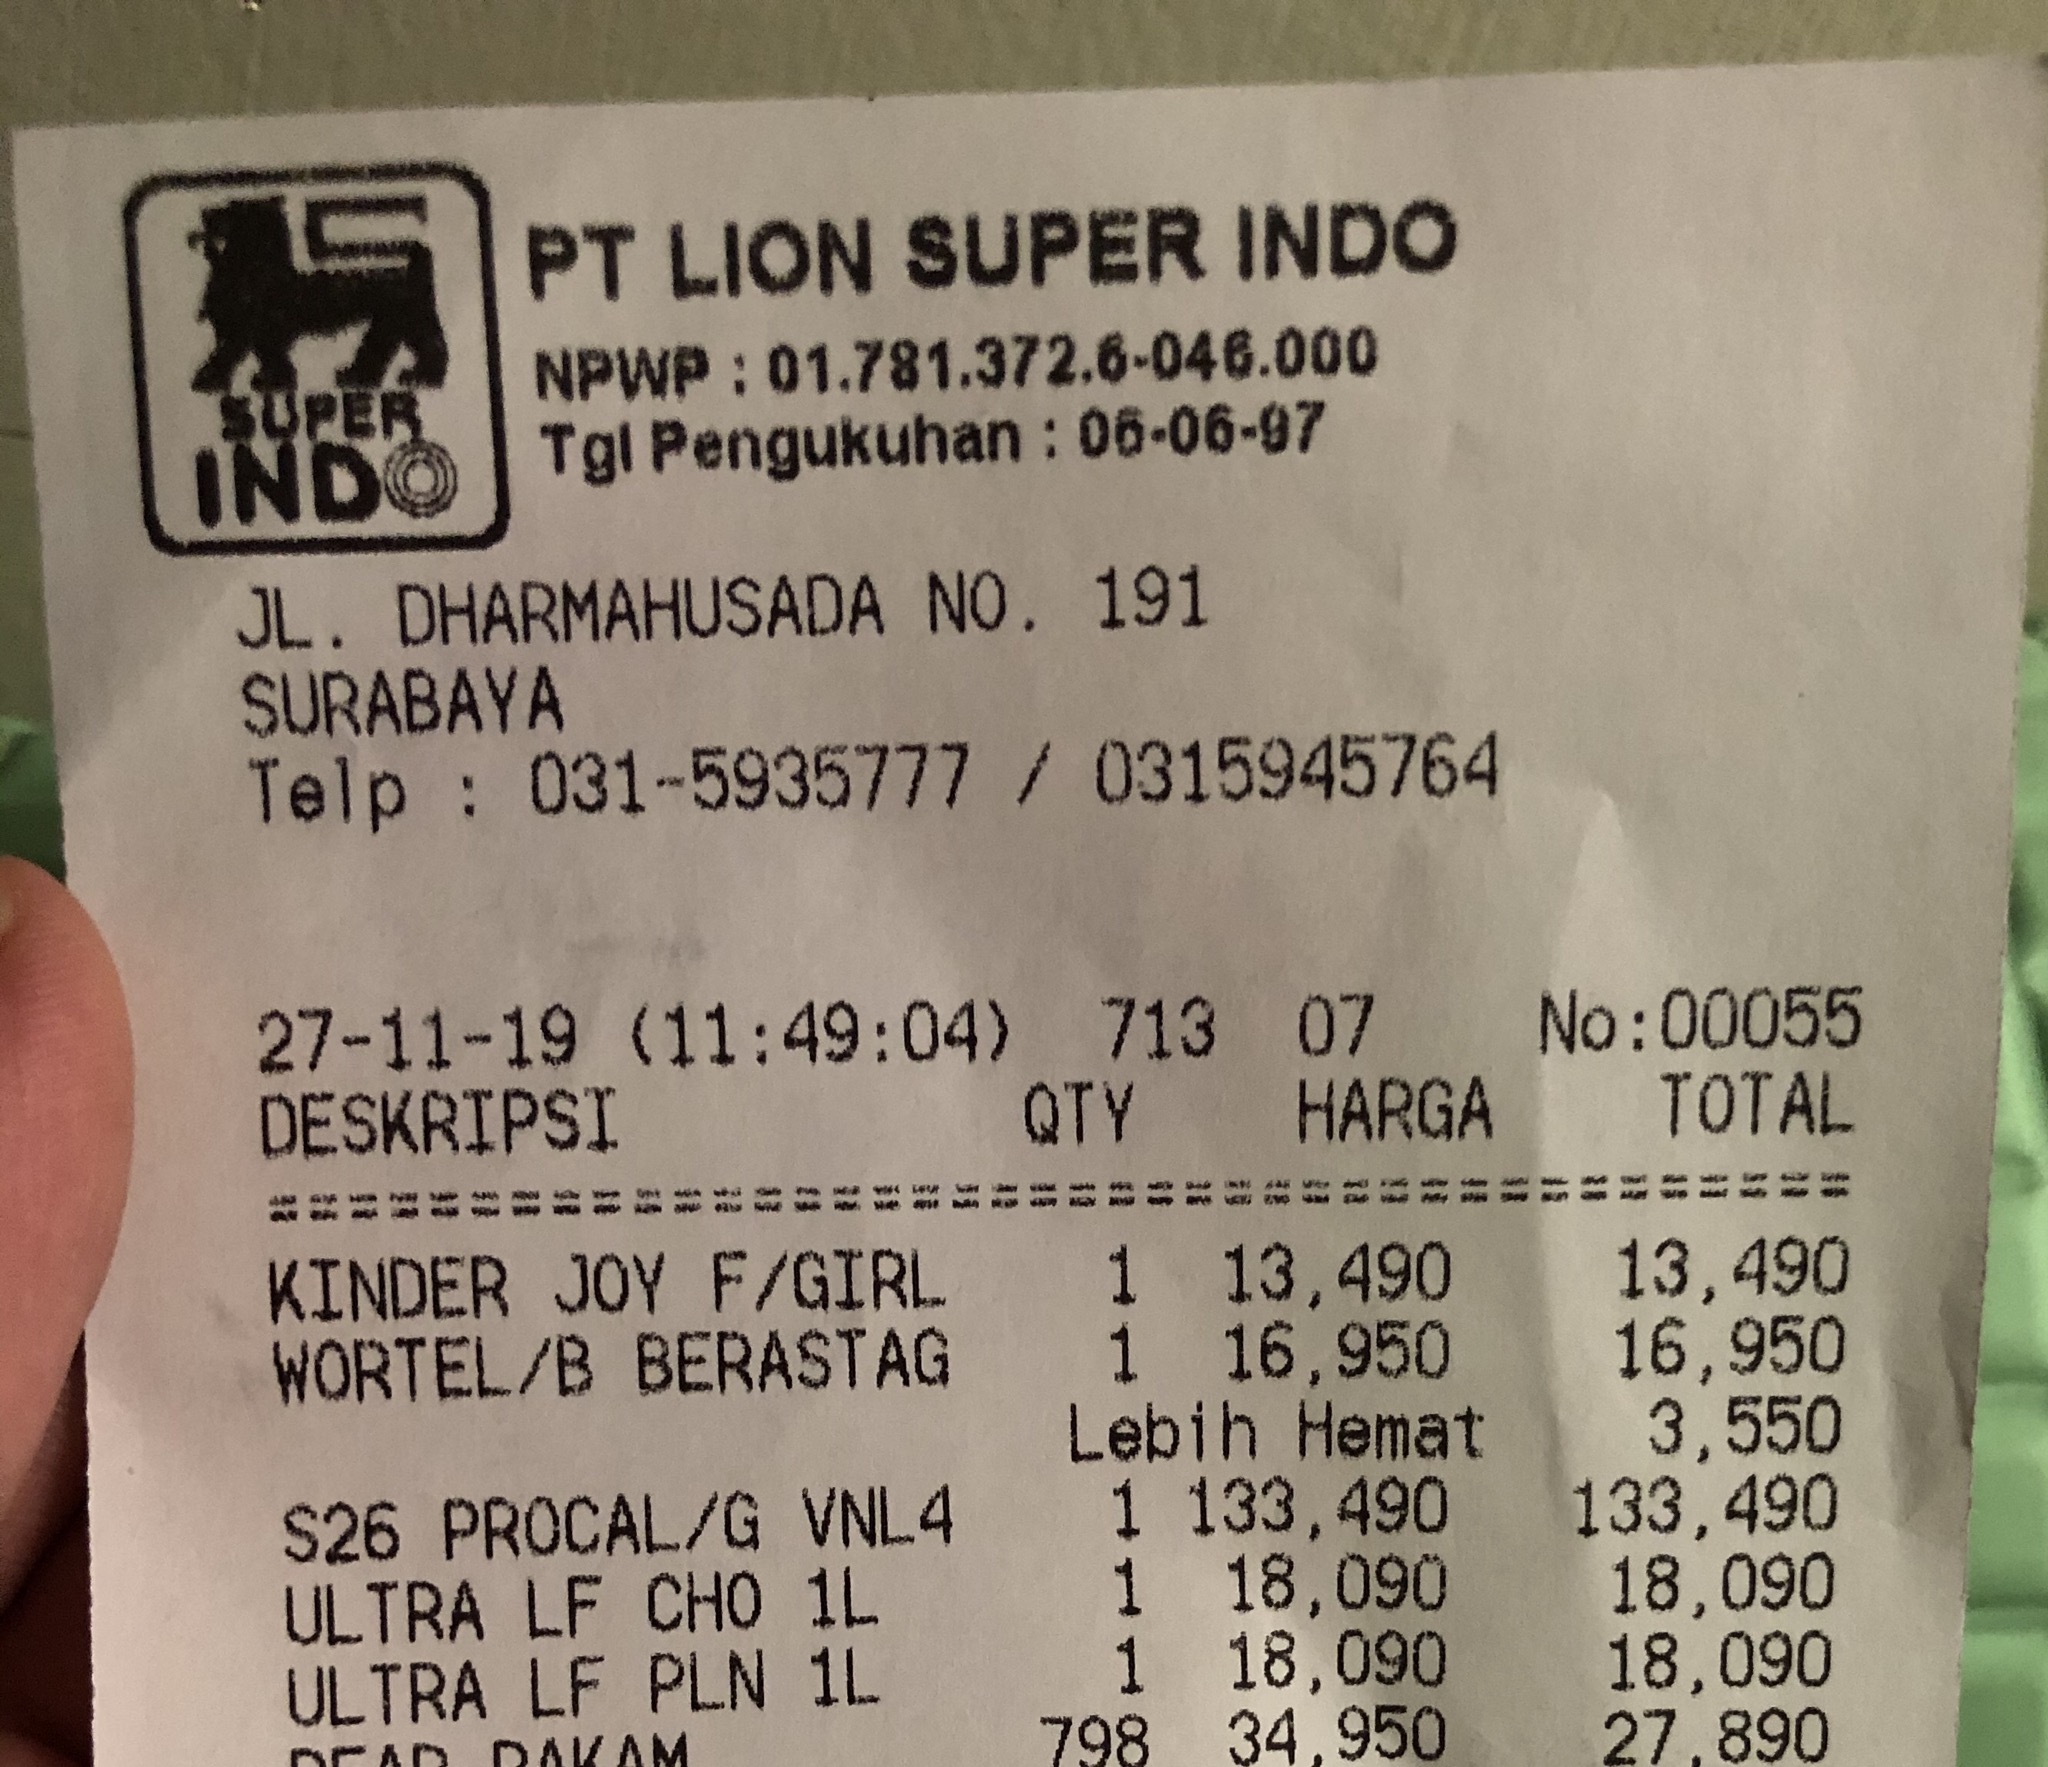 SUPER
INDO
PT LION SUPER INDO
NPWP : 01.781.372.6-046.000
Tgl Pengukuhan : 06-06-97
JL. DHARMAHUSADA NO. 191
SURABAYA
Telp : 031-5935777 / 0315945764
27-11-19 (11:49:04) 713 07 No:00055
DESKRIPSI QTY HARGA TOTAL
========================================
KINDER JOY F/GIRL 1 13,490 13,490
WORTEL/B BERASTAG 1 16,950 16,950
Lebih Hemat 3,550
S26 PROCAL/G VNL4 1 133,490 133,490
ULTRA LF CHO 1L 1 18,090 18,090
ULTRA LF PLN 1L 1 18,090 18,090
798 34,950 27,890